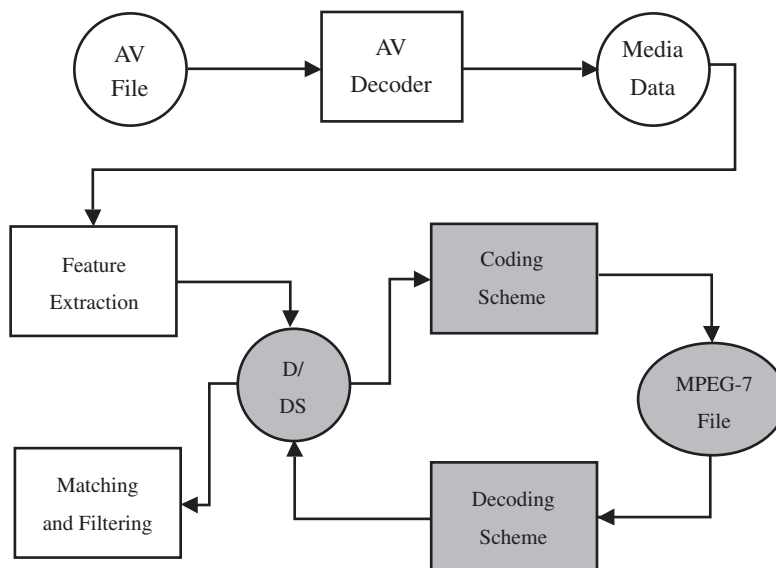 AV
File
AV
Decoder
Media
Data
Feature
Extraction
Coding
Scheme
D/
DS
MPEG-7
File
Matching
and Filtering
Decoding
Scheme